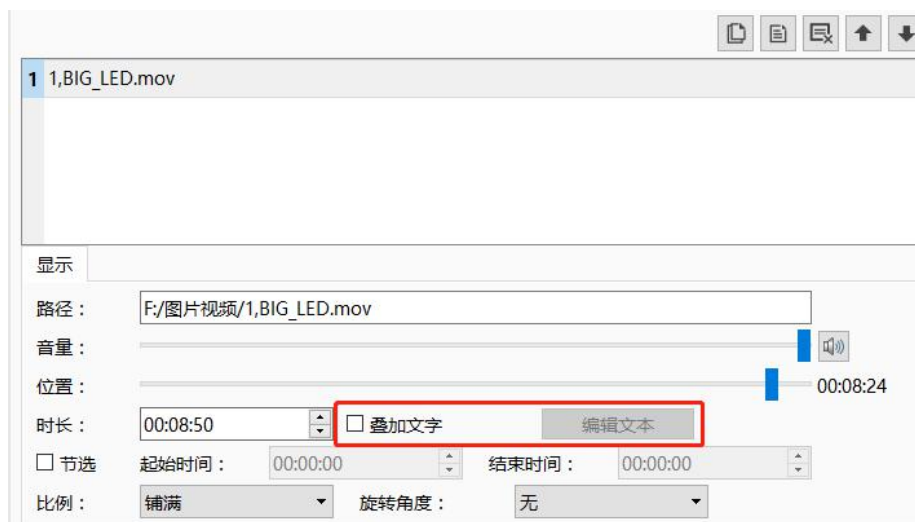 1 1,BIG_LED.mov
显示
路径： F:/图片视频/1,BIG_LED.mov
音量：
位置： 00:08:24
时长： 00:08:50 叠加文字 编辑文本
节选 起始时间： 00:00:00 结束时间： 00:00:00
比例： 铺满 旋转角度： 无